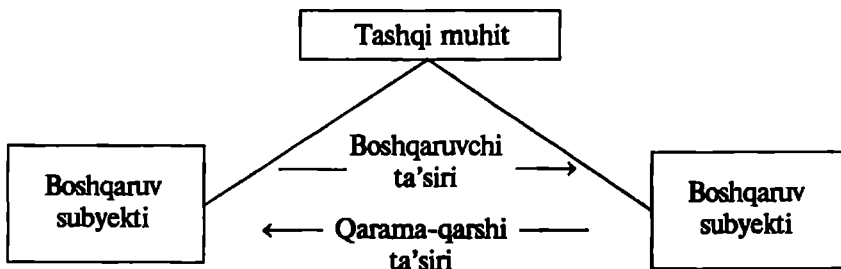 Tashqi muhit
Boshqaruvchi
ta’siri
Boshqaruv
subyekti
Boshqaruv
subyekti
Qarama-qarshi
ta’siri